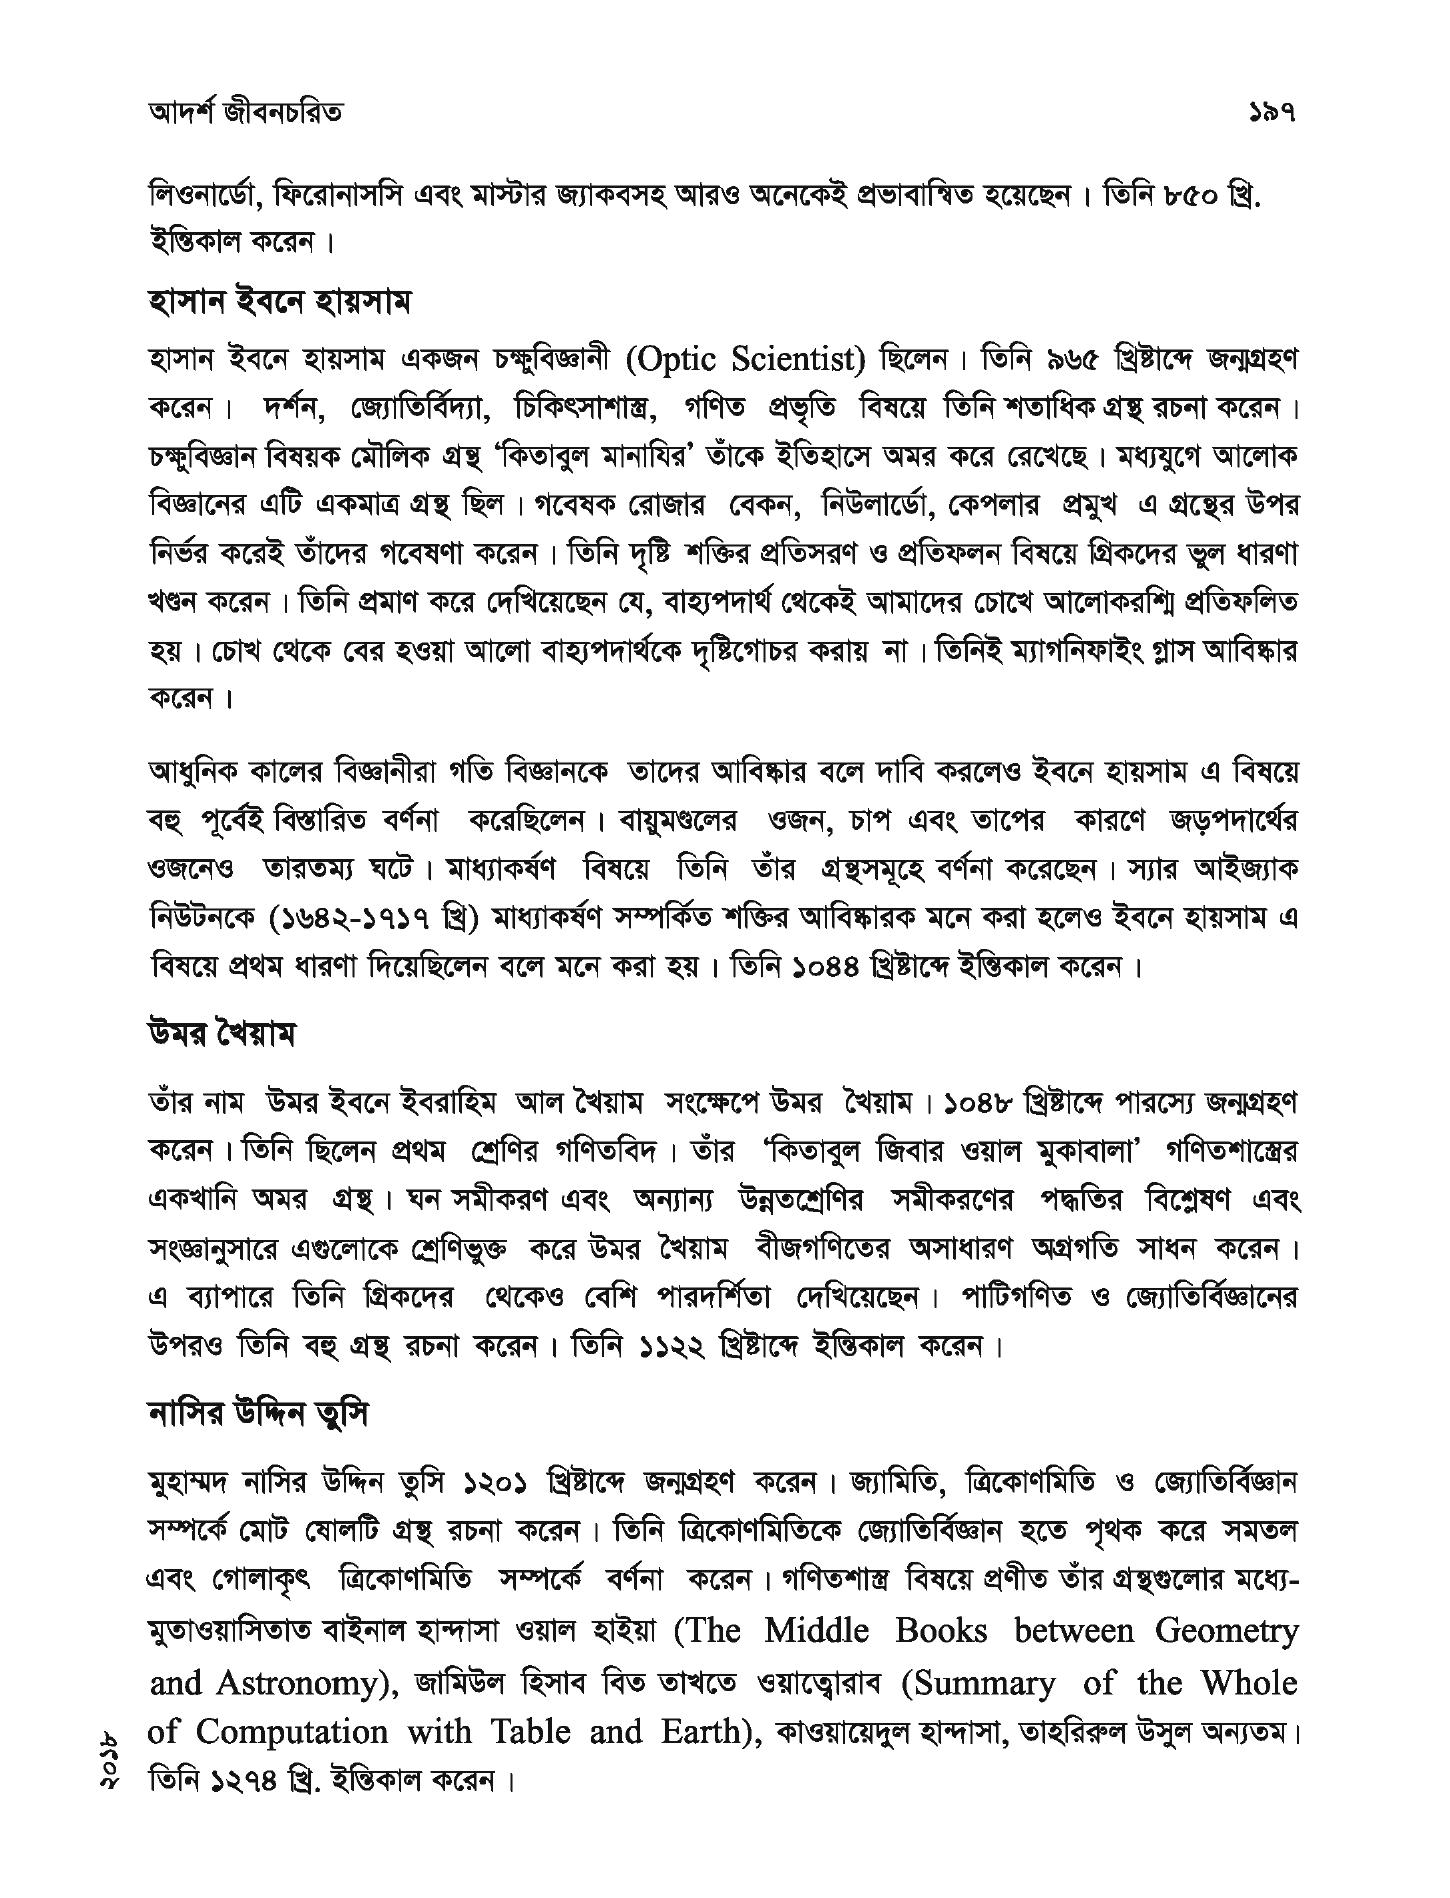 আদর্শ জীবনচরিত ১৯৭
লিওনার্ডো, ফিরোনাসসি এবং মাস্টার জ্যাকবসহ আরও অনেকেই প্রভাবান্বিত হয়েছেন। তিনি ৮৫০ খ্রি.
ইন্তিকাল করেন।
হাসান ইবনে হায়সাম
হাসান ইবনে হায়সাম একজন চক্ষুবিজ্ঞানী (Optic Scientist) ছিলেন। তিনি ৯৬৫ খ্রিষ্টাব্দে জন্মগ্রহণ
করেন। দর্শন, জ্যোতির্বিদ্যা, চিকিৎসাশাস্ত্র, গণিত প্রভৃতি বিষয়ে তিনি শতাধিক গ্রন্থ রচনা করেন।
চক্ষুবিজ্ঞান বিষয়ক মৌলিক গ্রন্থ ‘কিতাবুল মানাযির’ তাঁকে ইতিহাসে অমর করে রেখেছে। মধ্যযুগে আলোক
বিজ্ঞানের এটি একমাত্র গ্রন্থ ছিল। গবেষক রোজার বেকন, নিউলার্ডো, কেপলার প্রমুখ এ গ্রন্থের উপর
নির্ভর করেই তাঁদের গবেষণা করেন। তিনি দৃষ্টি শক্তির প্রতিসরণ ও প্রতিফলন বিষয়ে গ্রিকদের ভুল ধারণা
খণ্ডন করেন। তিনি প্রমাণ করে দেখিয়েছেন যে, বাহ্যপদার্থ থেকেই আমাদের চোখে আলোকরশ্মি প্রতিফলিত
হয়। চোখ থেকে বের হওয়া আলো বাহ্যপদার্থকে দৃষ্টিগোচর করায় না। তিনিই ম্যাগনিফাইং গ্লাস আবিষ্কার
করেন।
আধুনিক কালের বিজ্ঞানীরা গতি বিজ্ঞানকে তাদের আবিষ্কার বলে দাবি করলেও ইবনে হায়সাম এ বিষয়ে
বহু পূর্বেই বিস্তারিত বর্ণনা করেছিলেন। বায়ুমণ্ডলের ওজন, চাপ এবং তাপের কারণে জড়পদার্থের
ওজনেও তারতম্য ঘটে। মাধ্যাকর্ষণ বিষয়ে তিনি তাঁর গ্রন্থসমূহে বর্ণনা করেছেন। স্যার আইজ্যাক
নিউটনকে (১৬৪২-১৭১৭ খ্রি) মাধ্যাকর্ষণ সম্পর্কিত শক্তির আবিষ্কারক মনে করা হলেও ইবনে হায়সাম এ
বিষয়ে প্রথম ধারণা দিয়েছিলেন বলে মনে করা হয়। তিনি ১০৪৪ খ্রিষ্টাব্দে ইন্তিকাল করেন।
উমর খৈয়াম
তাঁর নাম উমর ইবনে ইবরাহিম আল খৈয়াম সংক্ষেপে উমর খৈয়াম। ১০৪৮ খ্রিষ্টাব্দে পারস্যে জন্মগ্রহণ
করেন। তিনি ছিলেন প্রথম শ্রেণির গণিতবিদ। তাঁর ‘কিতাবুল জিবার ওয়াল মুকাবালা’ গণিতশাস্ত্রের
একখানি অমর গ্রন্থ। ঘন সমীকরণ এবং অন্যান্য উন্নতশ্রেণির সমীকরণের পদ্ধতির বিশ্লেষণ এবং
সংজ্ঞানুসারে এগুলোকে শ্রেণিভুক্ত করে উমর খৈয়াম বীজগণিতের অসাধারণ অগ্রগতি সাধন করেন।
এ ব্যাপারে তিনি গ্রিকদের থেকেও বেশি পারদর্শিতা দেখিয়েছেন। পাটিগণিত ও জ্যোতির্বিজ্ঞানের
উপরও তিনি বহু গ্রন্থ রচনা করেন। তিনি ১১২২ খ্রিষ্টাব্দে ইন্তিকাল করেন।
নাসির উদ্দিন তুসি
মুহাম্মদ নাসির উদ্দিন তুসি ১২০১ খ্রিষ্টাব্দে জন্মগ্রহণ করেন। জ্যামিতি, ত্রিকোণমিতি ও জ্যোতির্বিজ্ঞান
সম্পর্কে মোট ষোলটি গ্রন্থ রচনা করেন। তিনি ত্রিকোণমিতিকে জ্যোতির্বিজ্ঞান হতে পৃথক করে সমতল
এবং গোলাকৃৎ ত্রিকোণমিতি সম্পর্কে বর্ণনা করেন। গণিতশাস্ত্র বিষয়ে প্রণীত তাঁর গ্রন্থগুলোর মধ্যে-
মুতাওয়াসিতাত বাইনাল হান্দাসা ওয়াল হাইয়া (The Middle Books between Geometry
and Astronomy), জামিউল হিসাব বিত তাখতে ওয়াত্বোরাব (Summary of the Whole
of Computation with Table and Earth), কাওয়ায়েদুল হান্দাসা, তাহরিরুল উসুল অন্যতম।
তিনি ১২৭৪ খ্রি. ইন্তিকাল করেন।
২০১৮